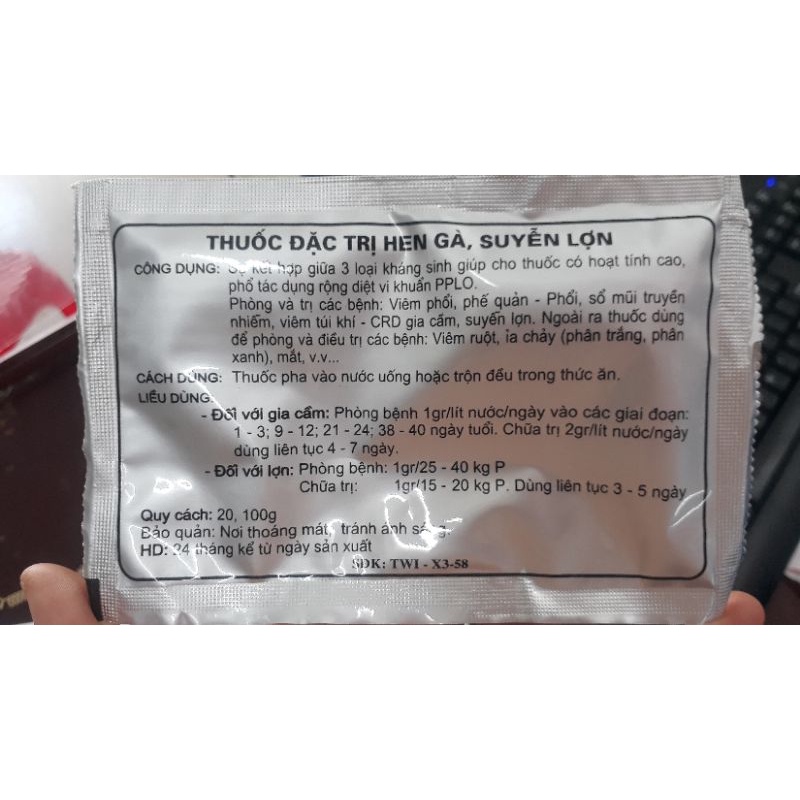 THUỐC ĐẶC TRỊ HEN GÀ, SUYỄN LỢN
CÔNG DỤNG: Sự kết hợp giữa 3 loại kháng sinh giúp cho thuốc có hoạt tính cao,
phổ tác dụng rộng diệt vi khuẩn PPLO.
Phòng và trị các bệnh: Viêm phổi, phế quản - Phổi, sổ mũi truyền
nhiễm, viêm túi khí - CRD gia cầm, suyễn lợn. Ngoài ra thuốc dùng
để phòng và điều trị các bệnh: Viêm ruột, ỉa chảy (phân trắng, phân
xanh), mắt, v.v...
CÁCH DÙNG: Thuốc pha vào nước uống hoặc trộn đều trong thức ăn.
LIỀU DÙNG:
- Đối với gia cầm: Phòng bệnh 1gr/lít nước/ngày vào các giai đoạn:
1 - 3; 9 - 12; 21 - 24; 38 - 40 ngày tuổi. Chữa trị 2gr/lít nước/ngày
dùng liên tục 4 - 7 ngày.
- Đối với lợn: Phòng bệnh: 1gr/25 - 40 kg P
Chữa trị: 1gr/15 - 20 kg P. Dùng liên tục 3 - 5 ngày
Quy cách: 20, 100g
Bảo quản: Nơi thoáng mát, tránh ánh sáng.
HD: 24 tháng kể từ ngày sản xuất
SDK: TWI - X3-58